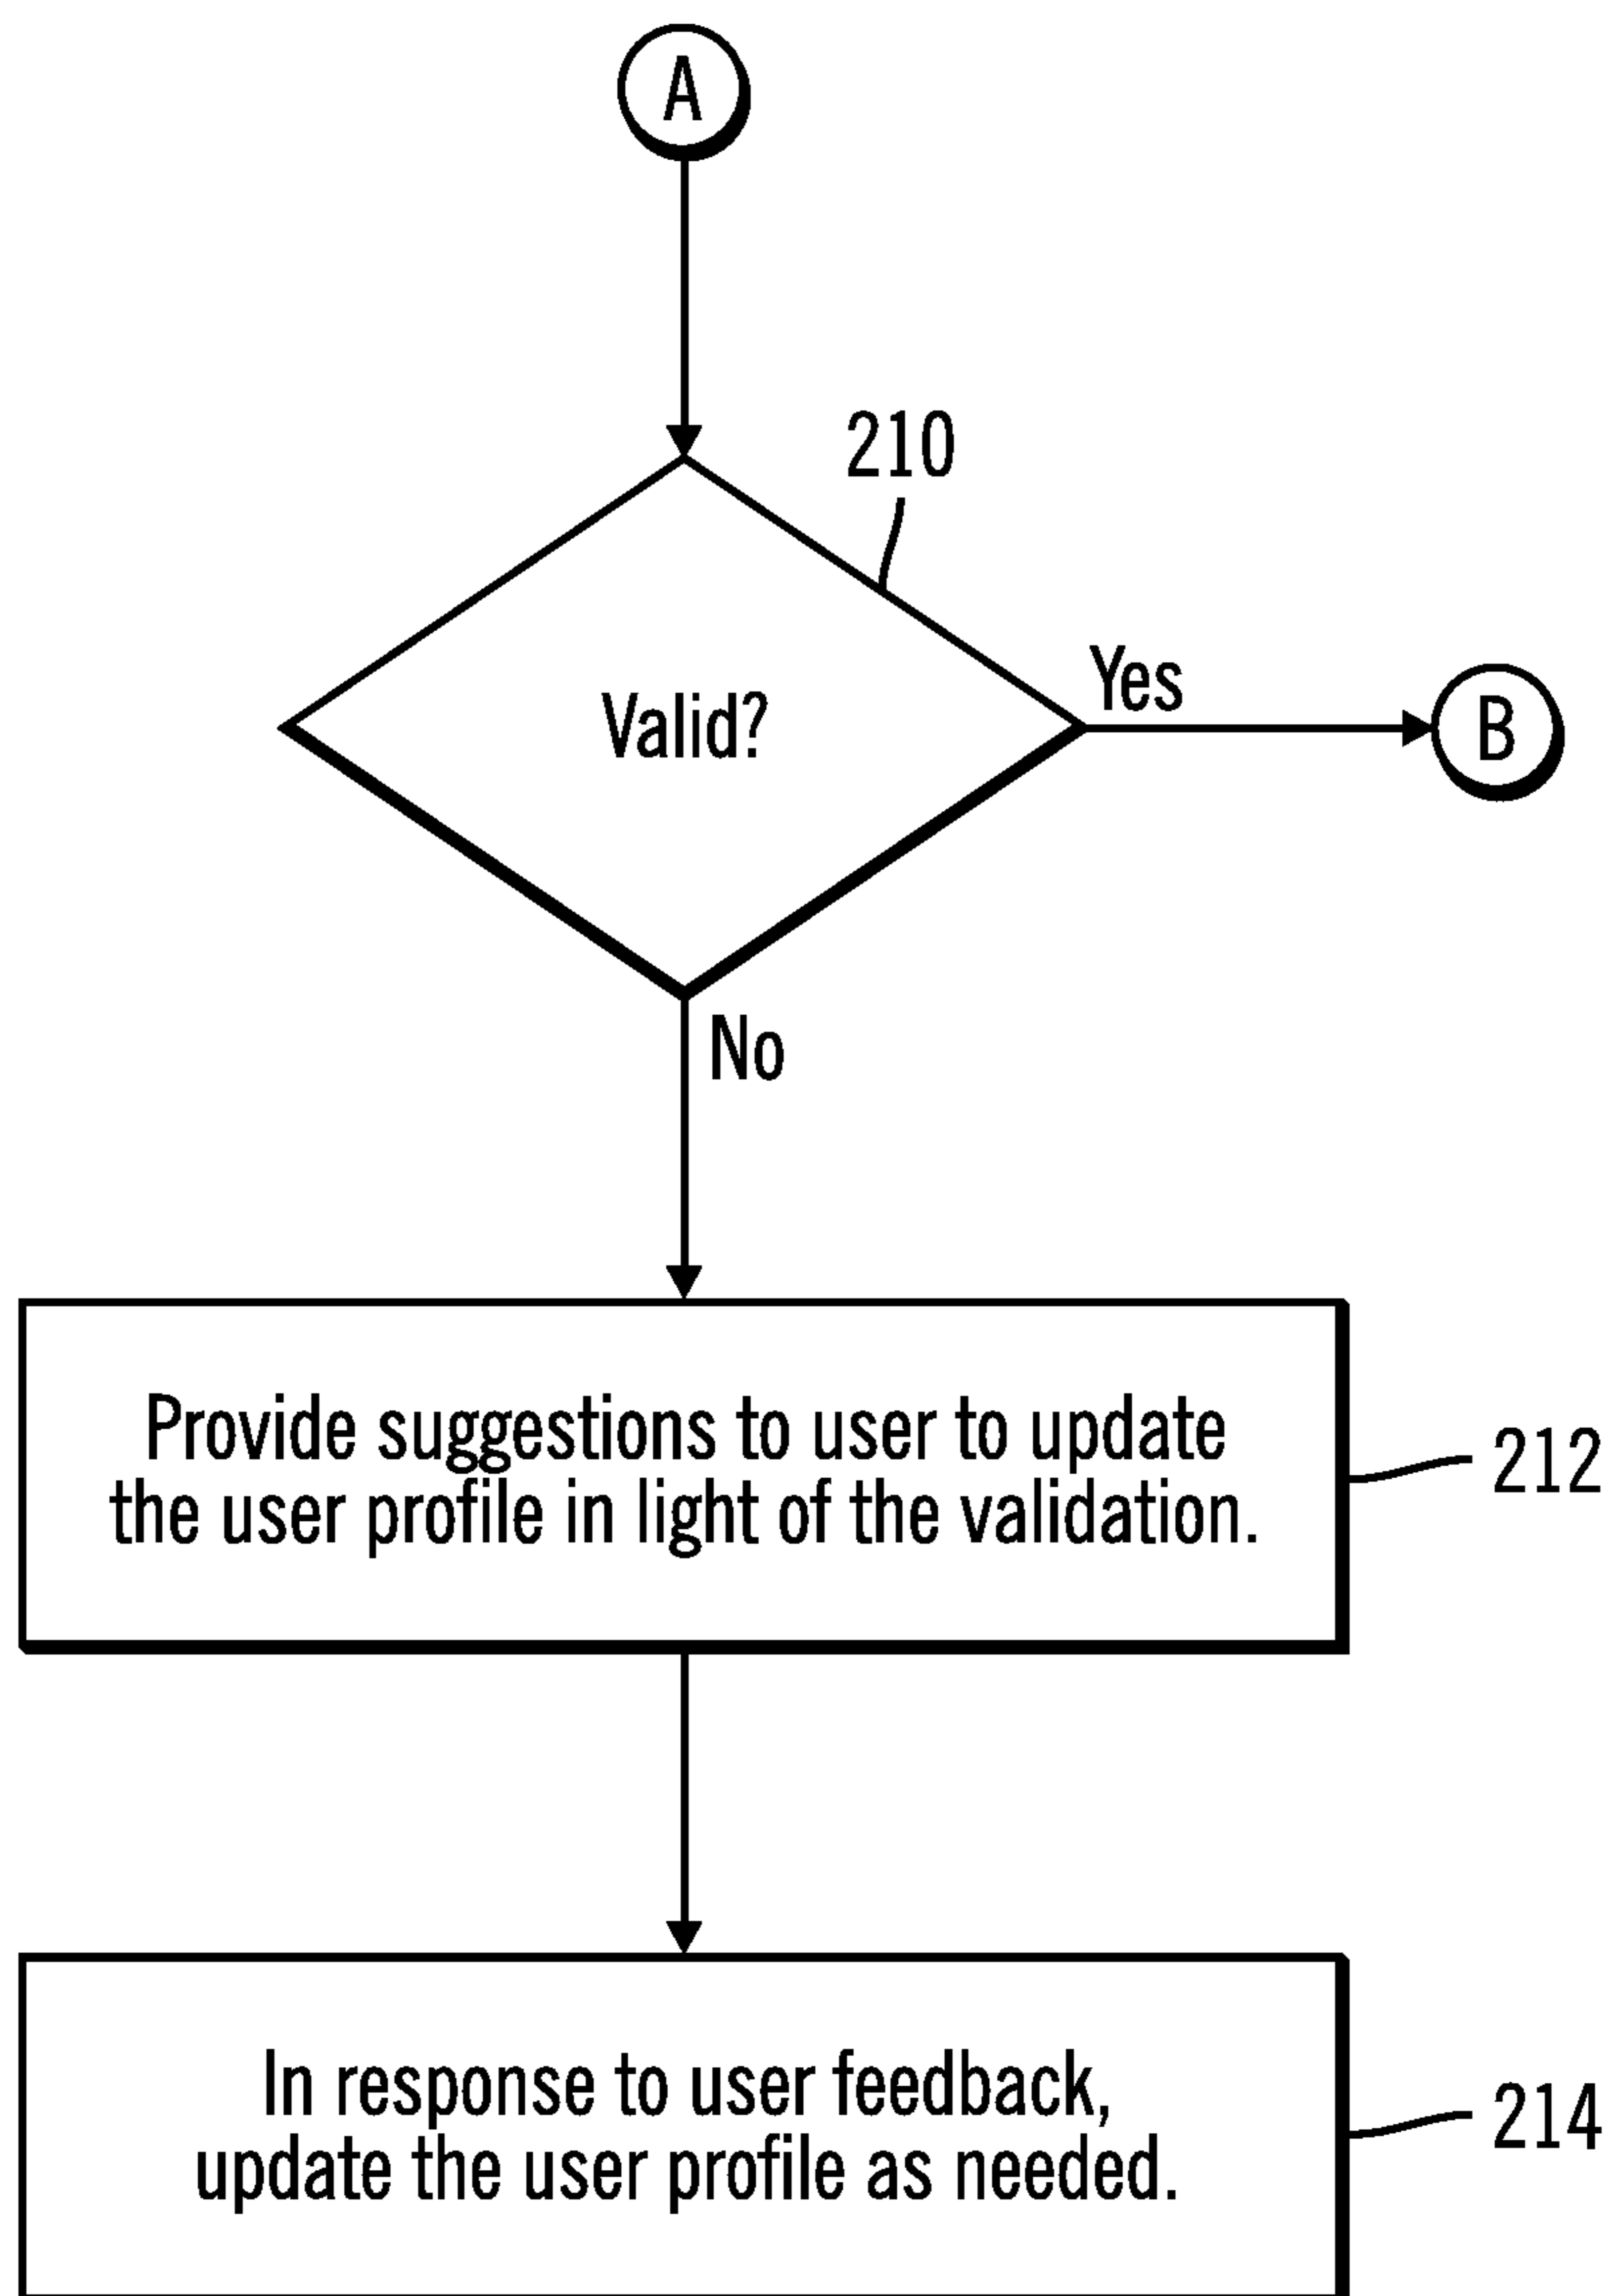 A
210
Valid?
Yes
B
No
Provide suggestions to user to update
the user profile in light of the validation.
212
In response to user feedback,
update the user profile as needed.
214